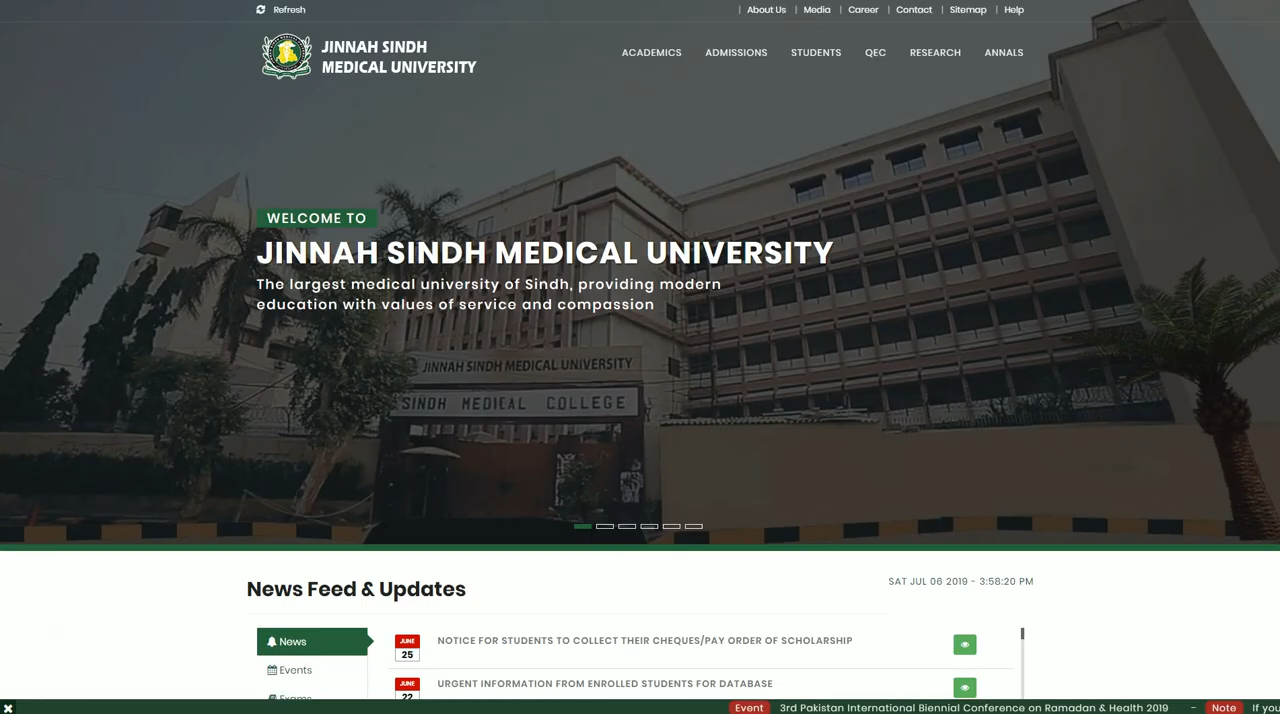 Refresh
About Us | Media | Career | Contact | Sitemap | Help
JINNAH SINDH
MEDICAL UNIVERSITY
ACADEMICS ADMISSIONS STUDENTS QEC RESEARCH ANNALS
WELCOME TO
JINNAH SINDH MEDICAL UNIVERSITY
The largest medical university of Sindh, providing modern
education with values of service and compassion
JINNAH SINDH MEDICAL UNIVERSITY
SINDH MEDICAL COLLEGE
News Feed & Updates
SAT JUL 06 2019 - 3:58:20 PM
News
JUNE
25
NOTICE FOR STUDENTS TO COLLECT THEIR CHEQUES/PAY ORDER OF SCHOLARSHIP
Events
JUNE
22
URGENT INFORMATION FROM ENROLLED STUDENTS FOR DATABASE
Exams
Event 3rd Pakistan International Biennial Conference on Ramadan & Health 2019 – Note If you